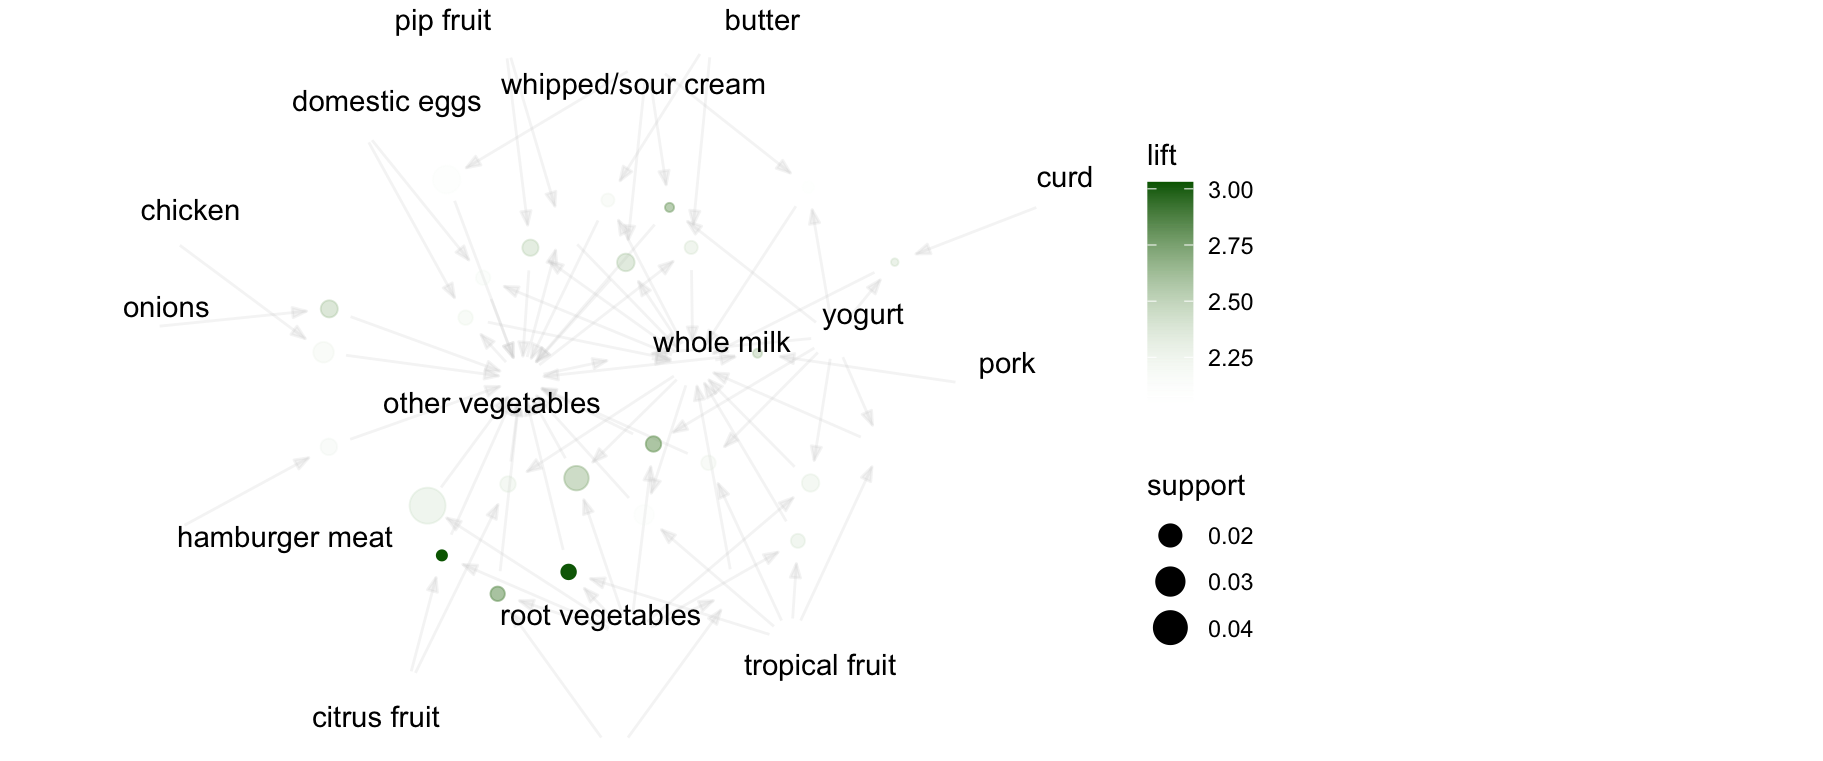 pip fruit
butter
whipped/sour cream
domestic eggs
curd
chicken
onions
yogurt
whole milk
pork
other vegetables
hamburger meat
root vegetables
tropical fruit
citrus fruit
lift
3.00
2.75
2.50
2.25
support
0.02
0.03
0.04